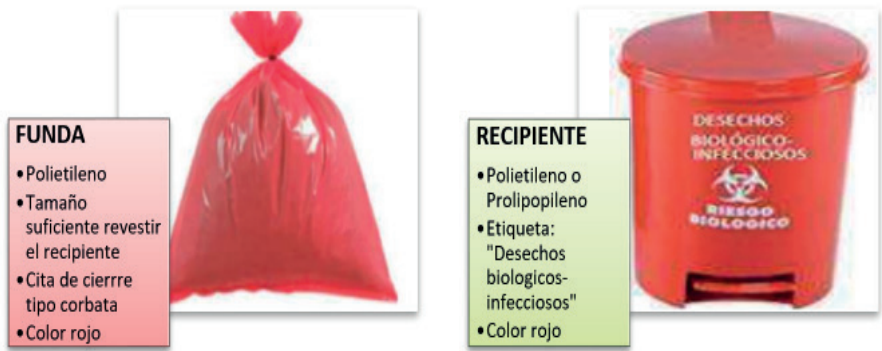 FUNDA
•Polietileno
•Tamaño
suficiente revestir
el recipiente
•Cita de cierrre
tipo corbata
•Color rojo
RECIPIENTE
•Polietileno o
Prolipopileno
•Etiqueta:
"Desechos
biologicos-
infecciosos"
•Color rojo
DESECHOS
BIOLÓGICO-
INFECCIOSOS
RIESGO
BIOLOGICO